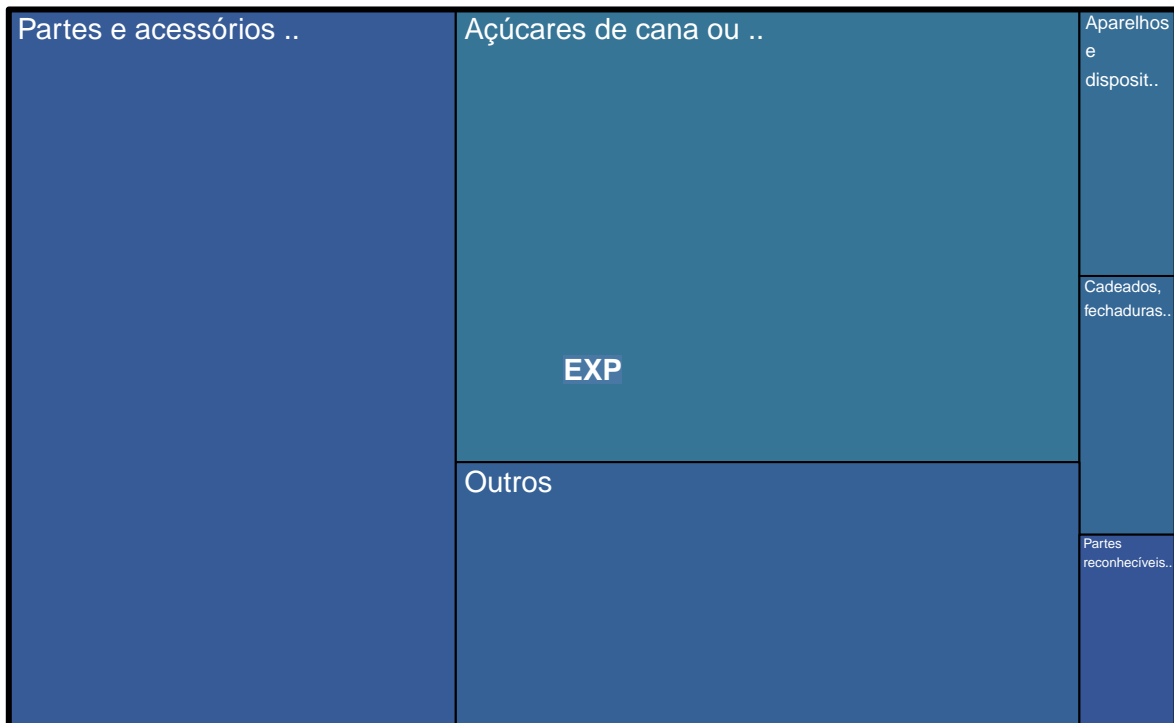 Partes e acessórios ..
Açúcares de cana ou ..
Aparelhos
e
disposit..
Cadeados,
fechaduras..
EXP
Outros
Partes
reconhecíveis..